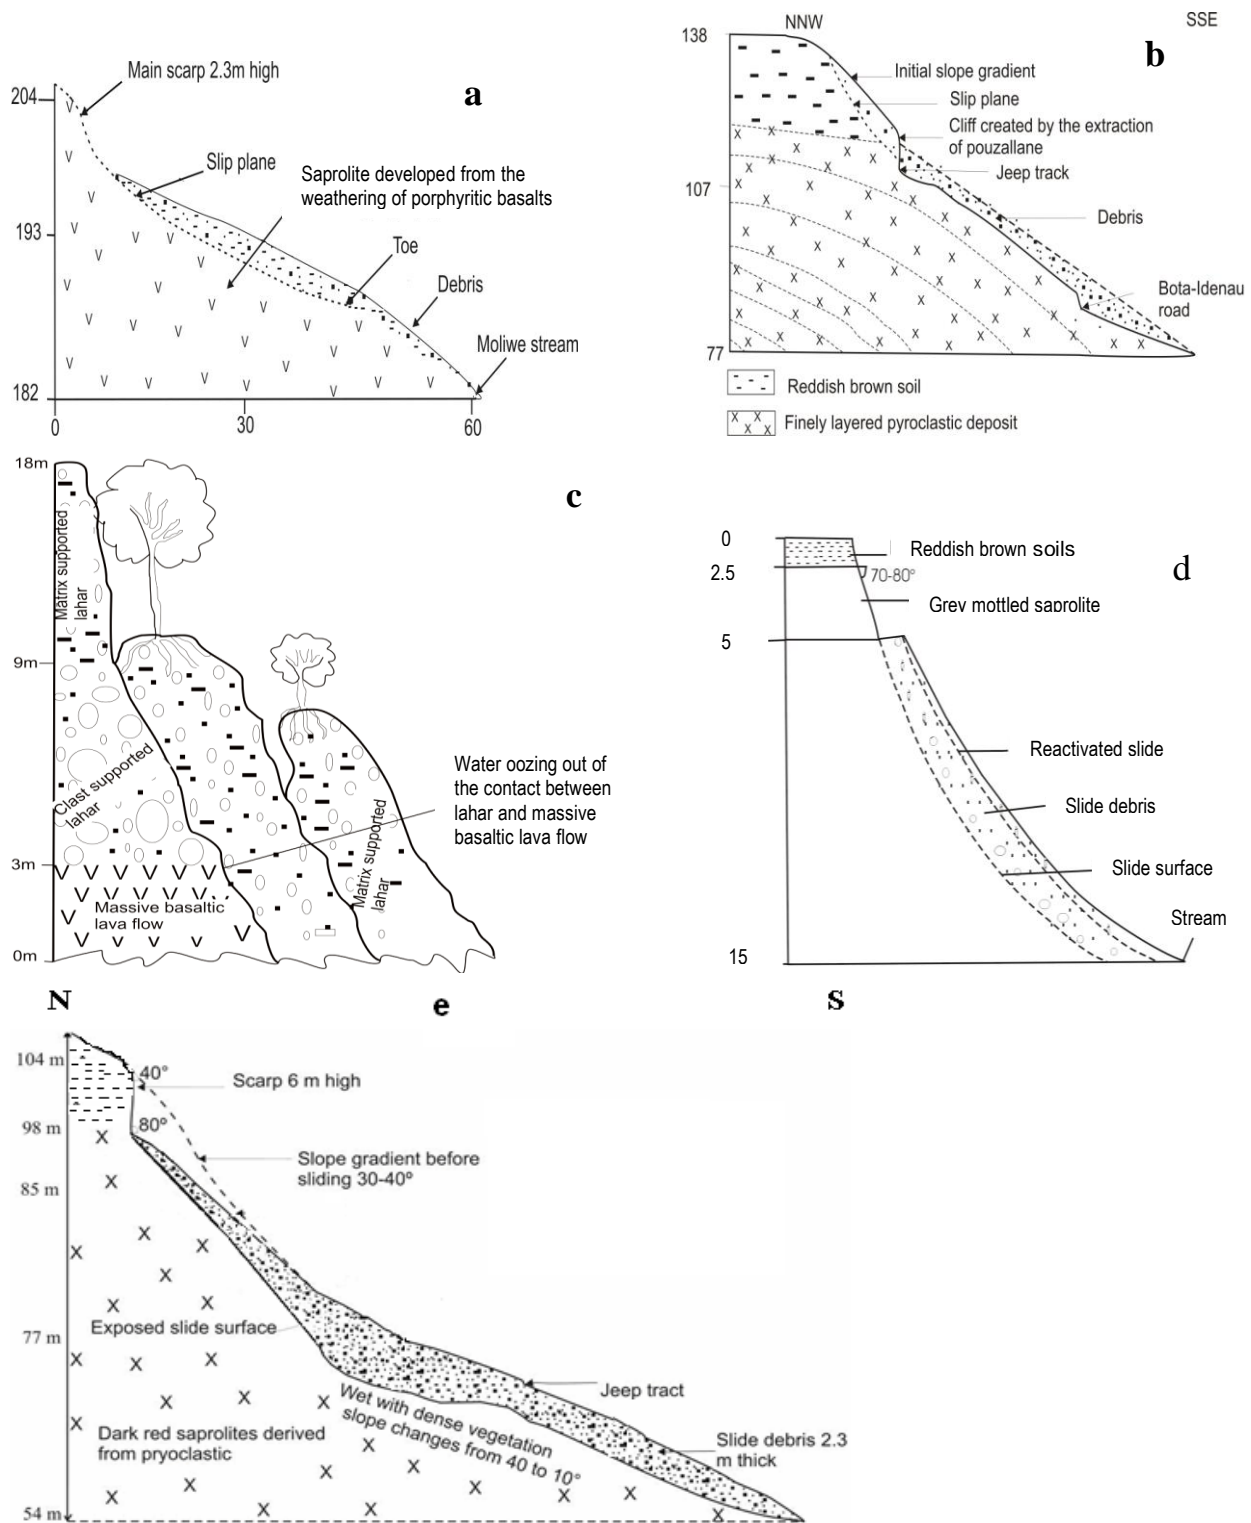 a
Main scarp 2.3m high
204
Slip plane
Saprolite developed from the
weathering of porphyritic basalts
193
Toe
Debris
Moliwe stream
182
0
30
60
NNW
SSE
b
138
Initial slope gradient
Slip plane
Cliff created by the extraction
of pouzallane
Jeep track
107
Debris
Bota-Idenau
road
77
Reddish brown soil
Finely layered pyroclastic deposit
c
18m
Matrix supported
lahar
9m
Clast supported
lahar
Water oozing out of
the contact between
lahar and massive
basaltic lava flow
Matrix supported
lahar
3m
Massive basaltic
lava flow
0m
d
0
Reddish brown soils
2.5
70-80°
Grey mottled saprolite
5
Reactivated slide
Slide debris
Slide surface
Stream
15
N
e
S
104 m
40°
Scarp 6 m high
98 m
80°
Slope gradient before
sliding 30-40°
85 m
Exposed slide surface
77 m
Jeep tract
Wet with dense vegetation
slope changes from 40 to 10°
Dark red saprolites derived
from pryoclastic
Slide debris 2.3
m thick
54 m